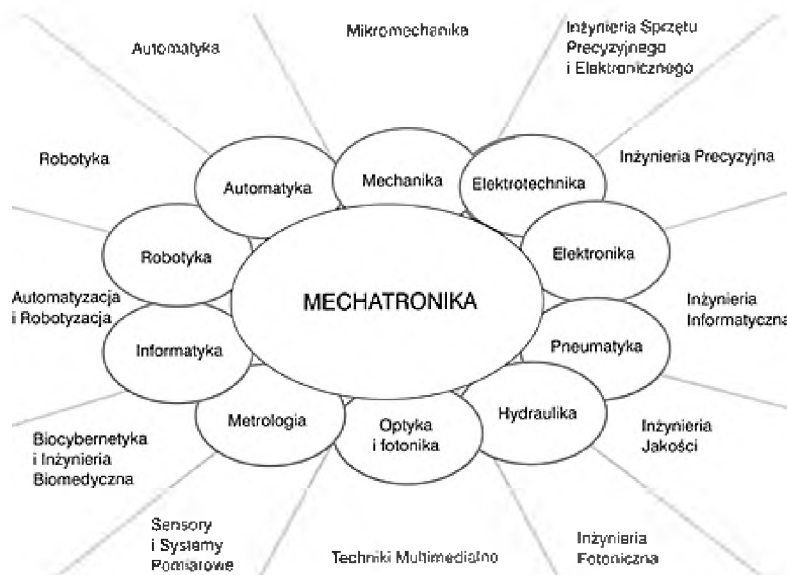 Automatyka
Mikromechanika
Inżynieria Sprzętu
Precyzyjnego
i Elektronicznego
Robotyka
Inżynieria Precyzyjna
Automatyka
Mechanika
Elektrotechnika
Robotyka
Elektronika
MECHATRONIKA
Automatyzacja
i Robotyzacja
Inżynieria
Informatyczna
Informatyka
Pneumatyka
Metrologia
Optyka
i fotonika
Hydraulika
Biocybernetyka
i Inżynieria
Biomedyczna
Inżynieria
Jakości
Sensory
i Systemy
Pomiarowe
Techniki Multimedialno
Inżynieria
Fotoniczna